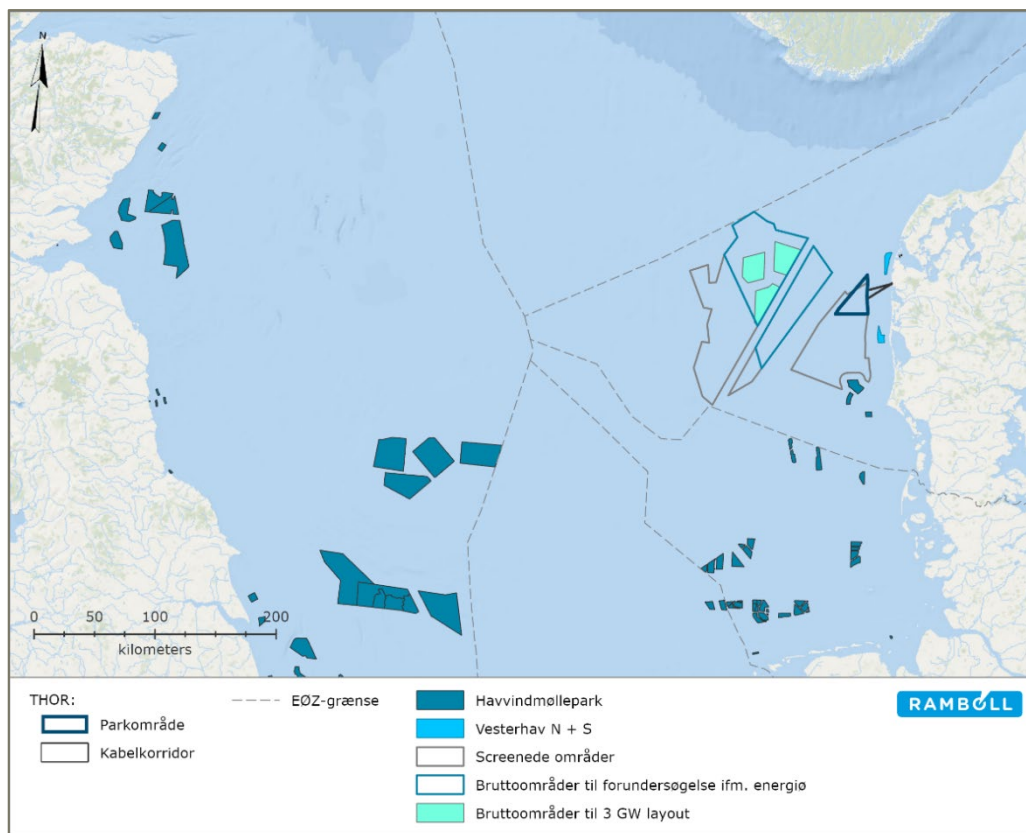 N
0 50 100 200
kilometers
THOR:
Parkområde
Kabelkorridor
EØZ-grænse
Havvindmøllepark
Vesterhav N + S
Screenede områder
Bruttoområder til forundersøgelse ifm. energiø
Bruttoområder til 3 GW layout
RAMBOLL